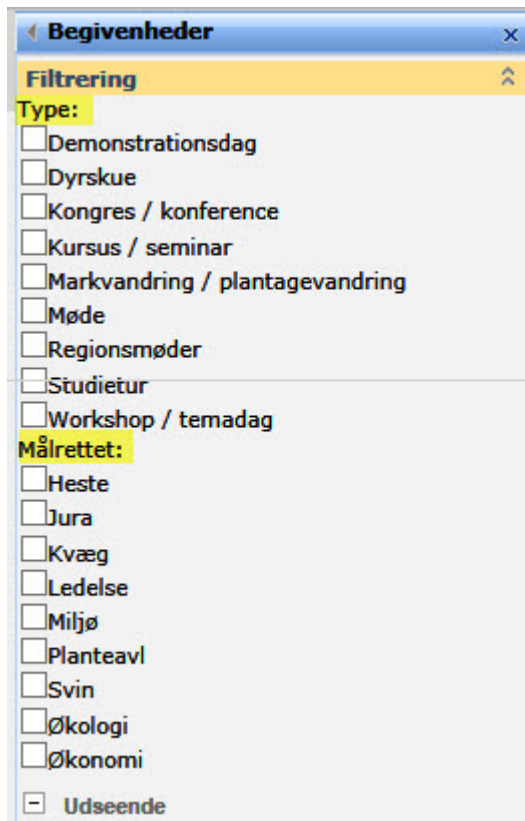 Begivenheder
Filtrering
Type:
Demonstrationsdag
Dyrskue
Kongres / konference
Kursus / seminar
Markvandring / plantagevandring
Møde
Regionsmøder
Studietur
Workshop / temadag
Målrettet:
Heste
Jura
Kvæg
Ledelse
Miljø
Planteavl
Svin
Økologi
Økonomi
Udseende